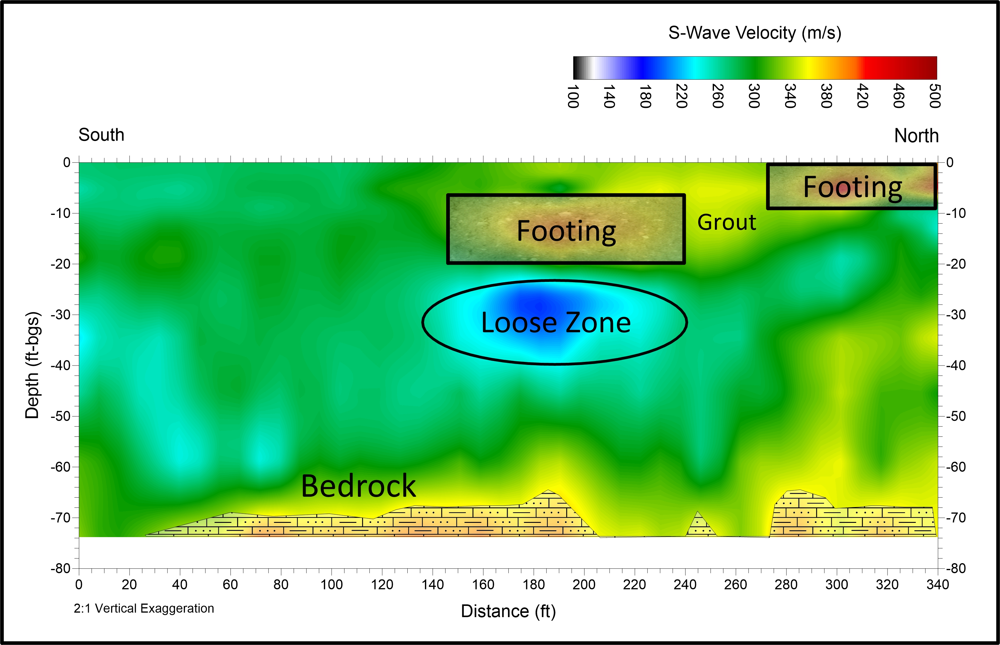 S-Wave Velocity (m/s)
100 140 180 220 260 300 340 380 420 460 500
South North
0 0
-10 -10
-20 -20
-30 -30
-40 -40
-50 -50
-60 -60
-70 -70
-80 -80
Depth (ft-bgs)
Footing
Footing
Grout
Loose Zone
Bedrock
0 20 40 60 80 100 120 140 160 180 200 220 240 260 280 300 320 340
2:1 Vertical Exaggeration
Distance (ft)